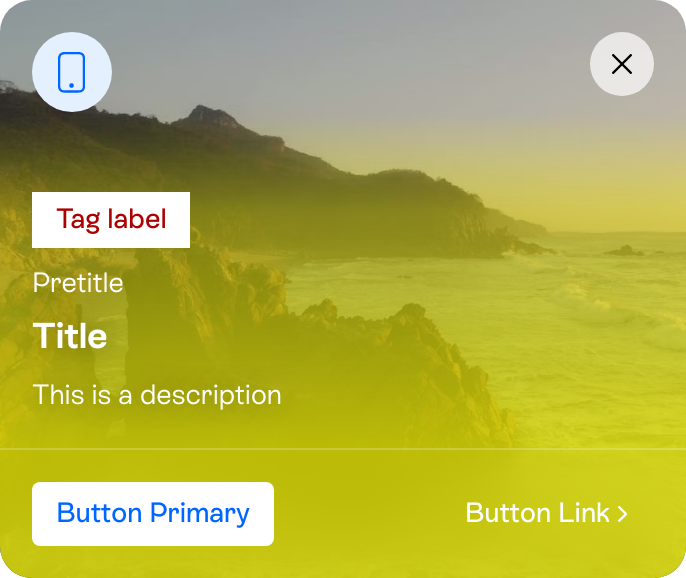 Tag label
Pretitle
Title
This is a description
Button Primary
Button Link